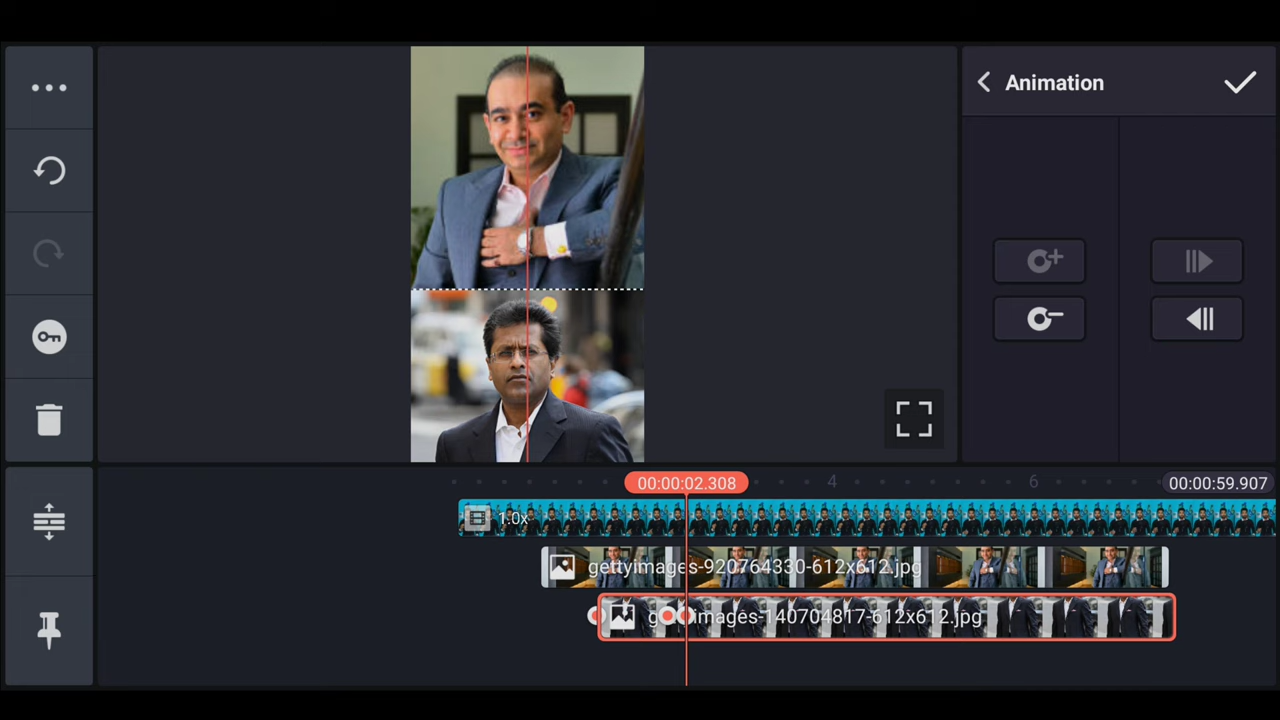 Animation
00:00:02.308
4
6
00:00:59.907
1.0x
gettyimages-920764330-612x612.jpg
images-140704817-612x612.jpg